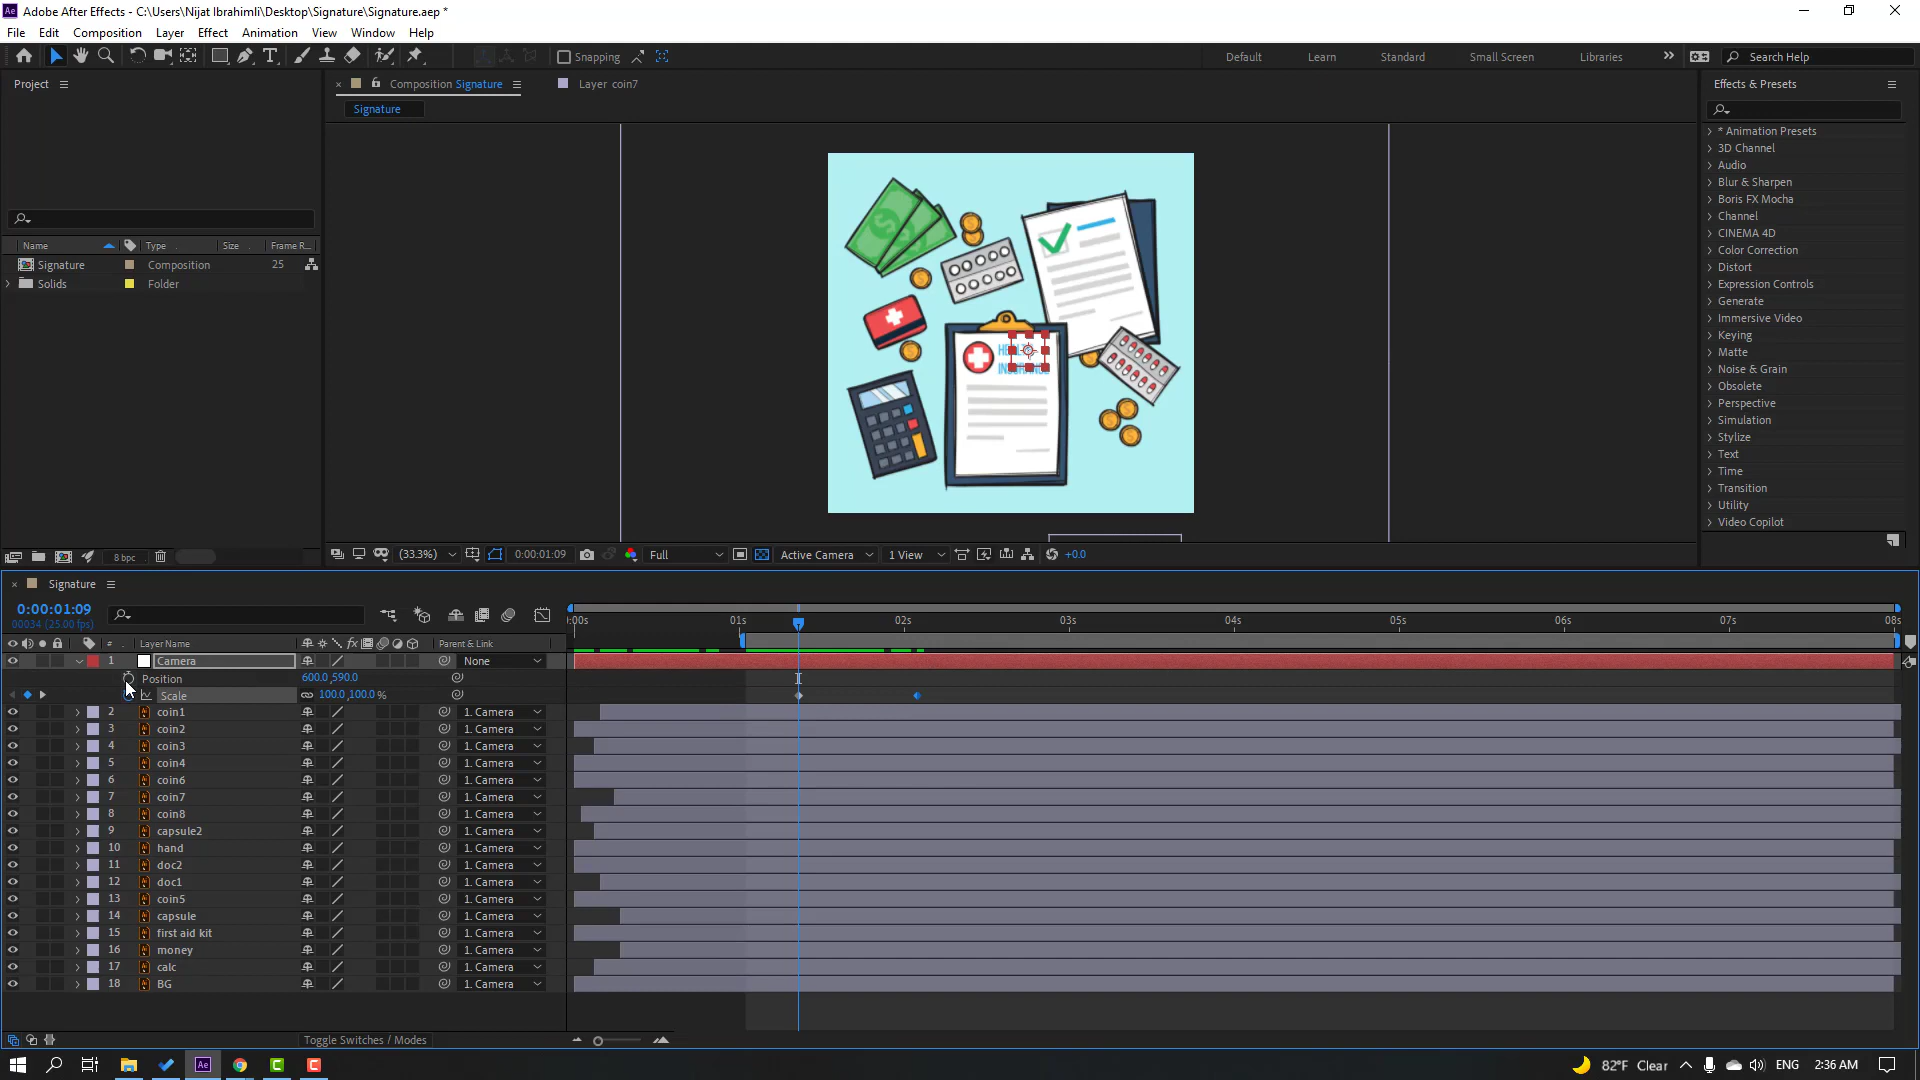 Adobe After Effects - C:\Users\Nijat Ibrahimli\Desktop\Signature\Signature.aep *
File Edit Composition Layer Effect Animation View Window Help
Snapping
Default Learn Standard Small Screen Libraries
Search Help
Project
Composition Signature
Layer coin7
Effects & Presets
Signature
* Animation Presets
3D Channel
Audio
Blur & Sharpen
Boris FX Mocha
Channel
CINEMA 4D
Color Correction
Distort
Expression Controls
Generate
Immersive Video
Keying
Matte
Noise & Grain
Obsolete
Perspective
Simulation
Stylize
Text
Time
Transition
Utility
Video Copilot
Name Type Size Frame R...
Signature Composition 25
Solids Folder
8 bpc
(33.3%) 0:00:01:09 Full Active Camera 1 View +0.0
Signature
0:00:01:09
00034 (25.00 fps)
:00s 01s 02s 03s 04s 05s 06s 07s 08s
# Layer Name Parent & Link
1 Camera None
Position 600.0,590.0
Scale 100.0,100.0 %
2 coin1 1. Camera
3 coin2 1. Camera
4 coin3 1. Camera
5 coin4 1. Camera
6 coin6 1. Camera
7 coin7 1. Camera
8 coin8 1. Camera
9 capsule2 1. Camera
10 hand 1. Camera
11 doc2 1. Camera
12 doc1 1. Camera
13 coin5 1. Camera
14 capsule 1. Camera
15 first aid kit 1. Camera
16 money 1. Camera
17 calc 1. Camera
18 BG 1. Camera
Toggle Switches / Modes
82°F Clear ENG 2:36 AM